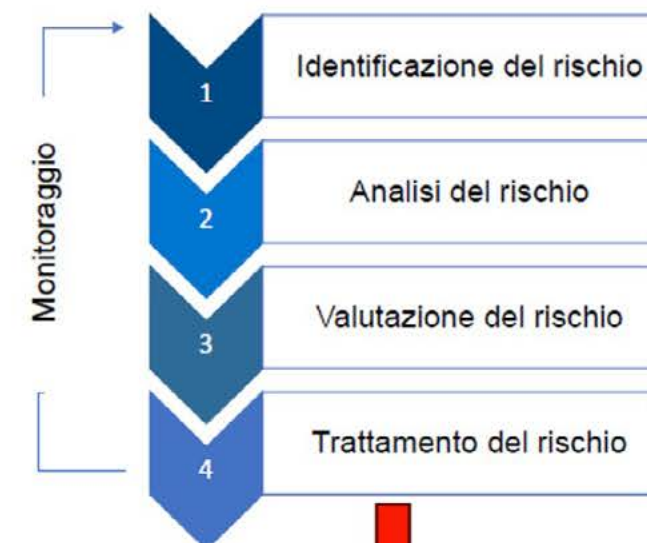 Monitoraggio
1
Identificazione del rischio
2
Analisi del rischio
3
Valutazione del rischio
4
Trattamento del rischio